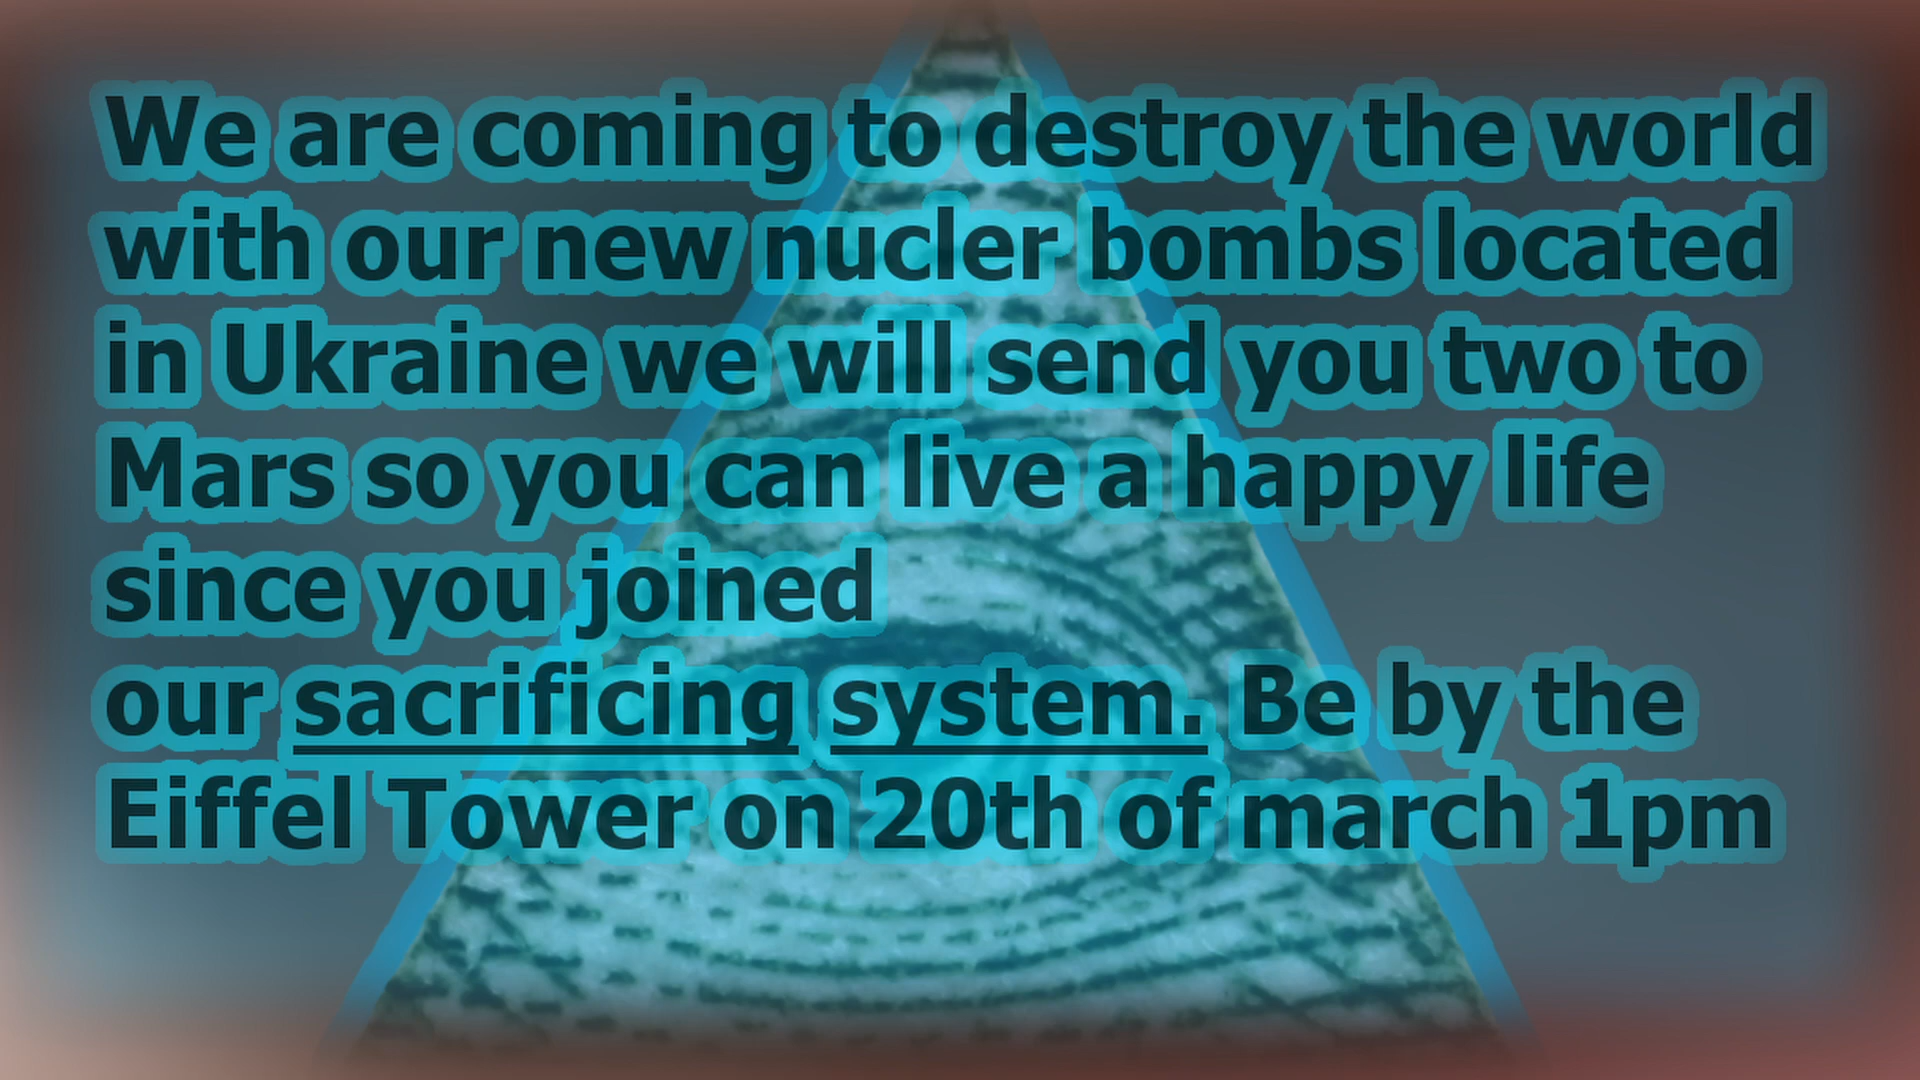 We are coming to destroy the world
with our new nucler bombs located
in Ukraine we will send you two to
Mars so you can live a happy life
since you joined
our sacrificing system. Be by the
Eiffel Tower on 20th of march 1pm